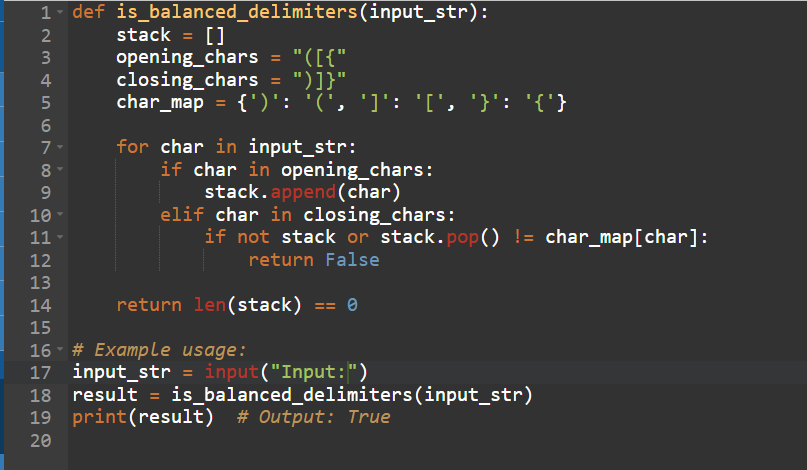 1 def is_balanced_delimiters(input_str):
2     stack = []
3     opening_chars = "([{"
4     closing_chars = ")]}"
5     char_map = {')': '(', ']': '[', '}': '{'}
6
7     for char in input_str:
8         if char in opening_chars:
9             stack.append(char)
10         elif char in closing_chars:
11             if not stack or stack.pop() != char_map[char]:
12                 return False
13
14     return len(stack) == 0
15
16 # Example usage:
17 input_str = input("Input:")
18 result = is_balanced_delimiters(input_str)
19 print(result)  # Output: True
20